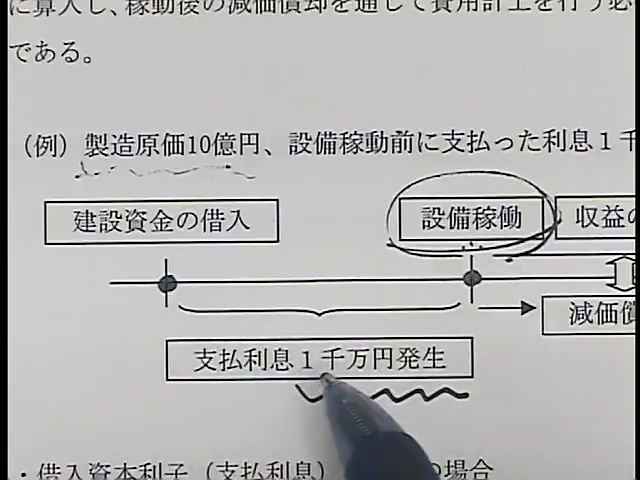 に算入し、稼動後の減価償却を通して費用計上を行う必
である。
（例）製造原価10億円、設備稼動前に支払った利息１千
建設資金の借入 設備稼働 収益の
減価償
支払利息１千万円発生
・借入資本利子（支払利息） の場合